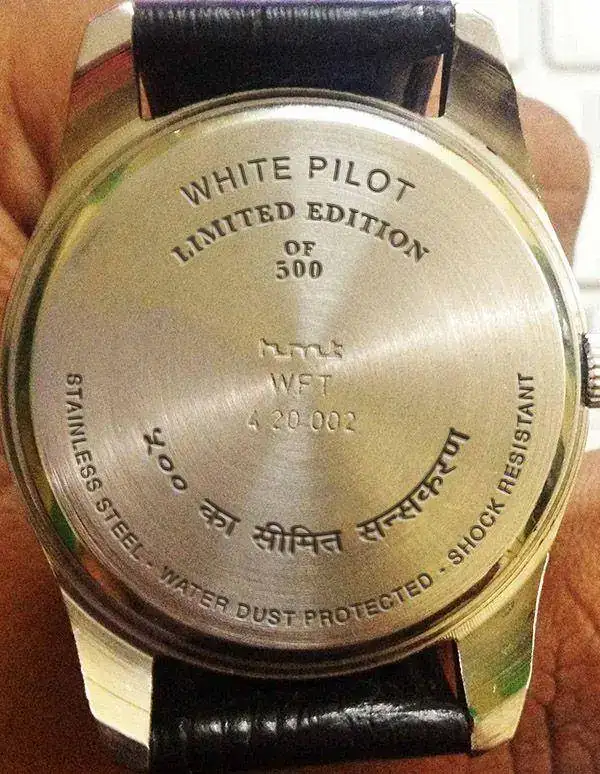 WHITE PILOT
LIMITED EDITION
OF
500
hmt
WFT
4 20 002
५०० का सीमित सन्सकरण
STAINLESS STEEL - WATER DUST PROTECTED - SHOCK RESISTANT